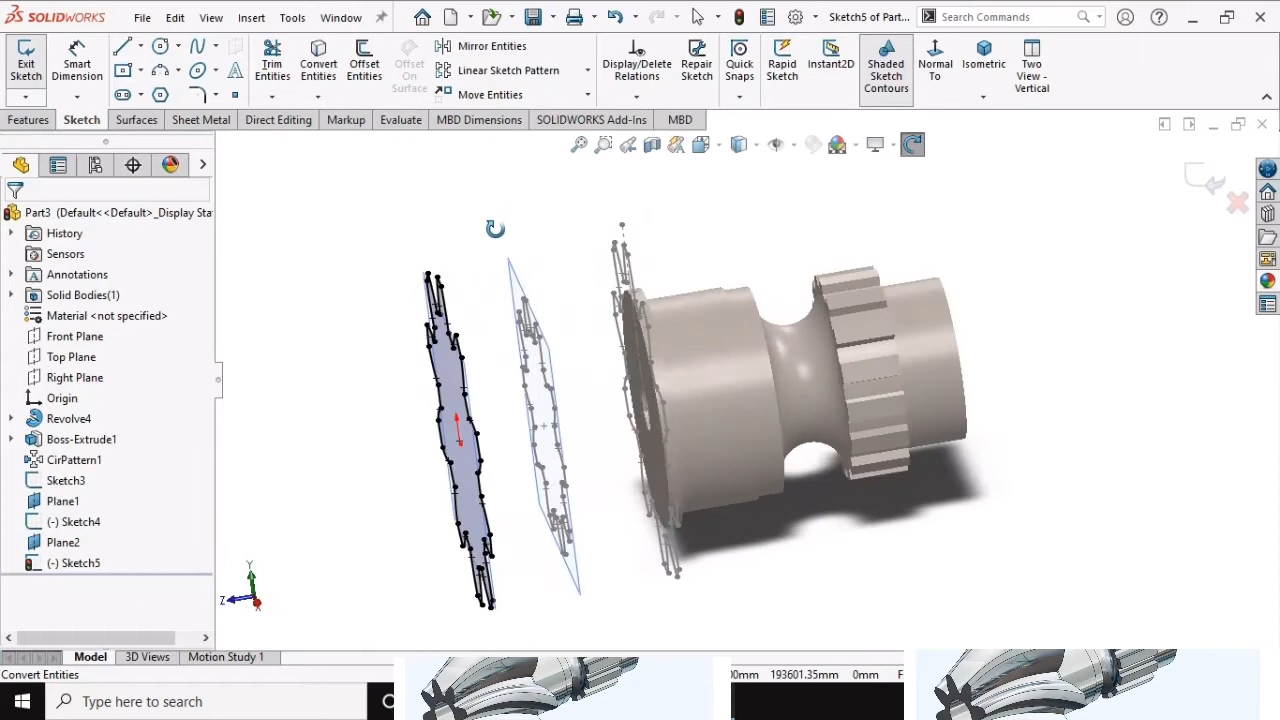 SOLIDWORKS File Edit View Insert Tools Window Sketch5 of Part... Search Commands
Exit Sketch Smart Dimension Trim Entities Convert Entities Offset Entities Offset On Surface Mirror Entities Linear Sketch Pattern Move Entities Display/Delete Relations Repair Sketch Quick Snaps Rapid Sketch Instant2D Shaded Sketch Contours Normal To Isometric Two View - Vertical
Features Sketch Surfaces Sheet Metal Direct Editing Markup Evaluate MBD Dimensions SOLIDWORKS Add-Ins MBD
Part3 (Default<<Default>_Display Sta
History
Sensors
Annotations
Solid Bodies(1)
Material <not specified>
Front Plane
Top Plane
Right Plane
Origin
Revolve4
Boss-Extrude1
CirPattern1
Sketch3
Plane1
(-) Sketch4
Plane2
(-) Sketch5
Y
Z
X
Model 3D Views Motion Study 1
Convert Entities 00mm 193601.35mm 0mm F
Type here to search